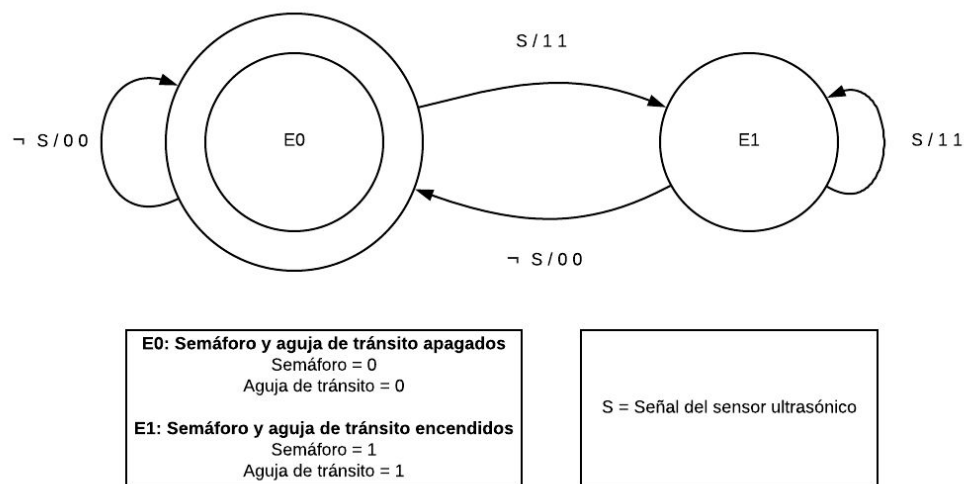 S / 1 1
¬ S / 0 0
E0
E1
S / 1 1
¬ S / 0 0
E0: Semáforo y aguja de tránsito apagados
Semáforo = 0
Aguja de tránsito = 0
E1: Semáforo y aguja de tránsito encendidos
Semáforo = 1
Aguja de tránsito = 1
S = Señal del sensor ultrasónico